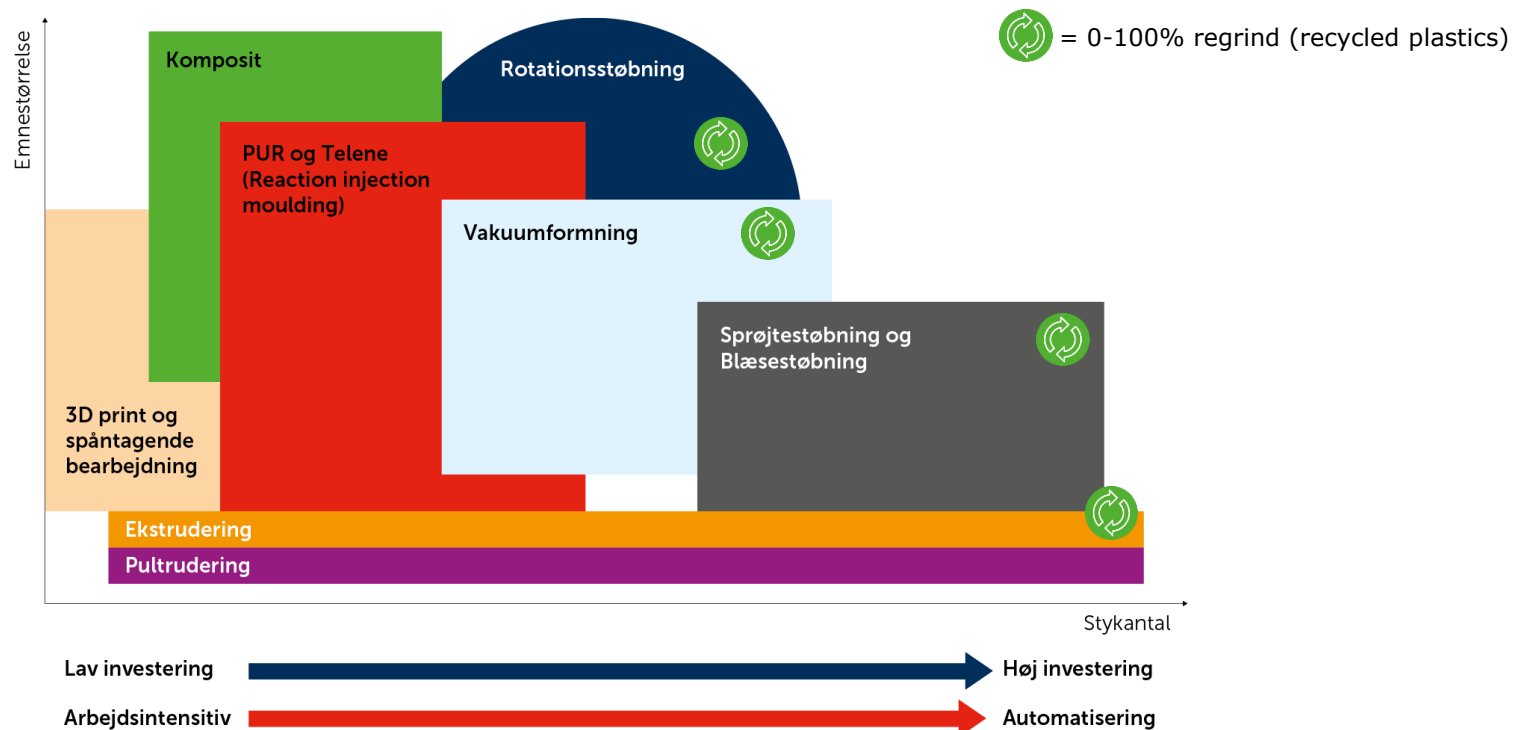 Emnestørrelse
= 0-100% regrind (recycled plastics)
Komposit
Rotationsstøbning
PUR og Telene
(Reaction injection
moulding)
Vakuumformning
Sprøjtestøbning og
Blæsestøbning
3D print og
spåntagende
bearbejdning
Ekstrudering
Pultrudering
Stykantal
Lav investering
Høj investering
Arbejdsintensitiv
Automatisering